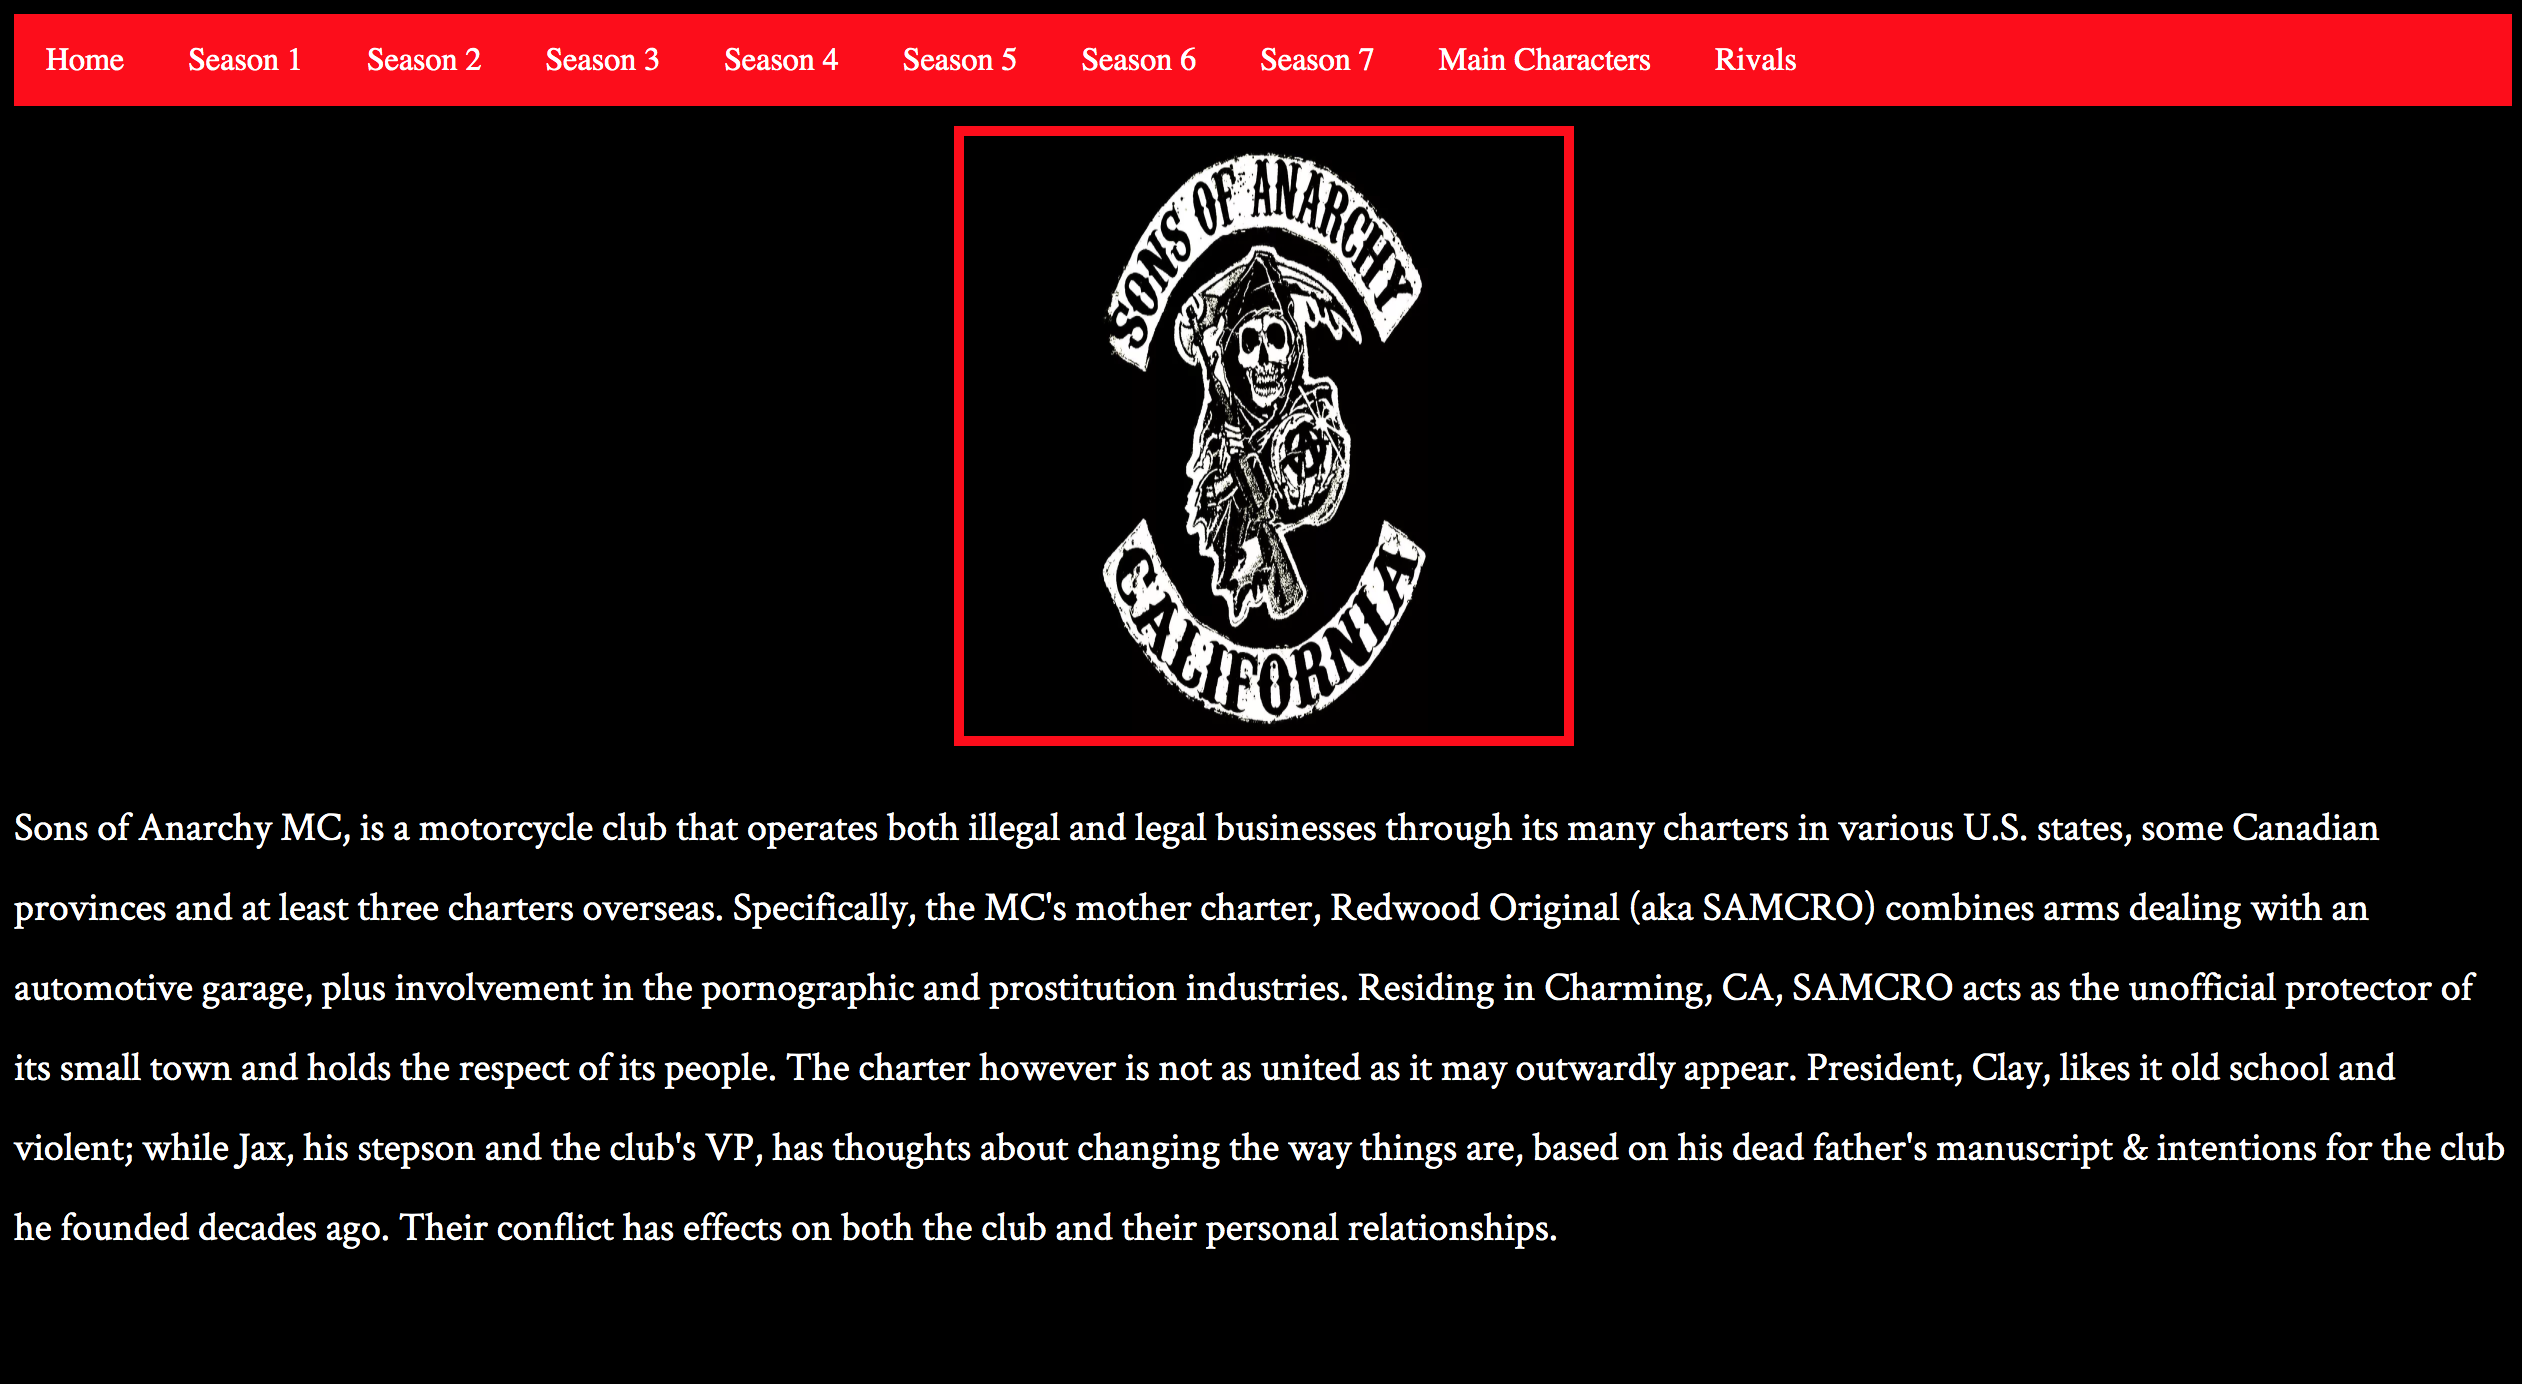 Home Season 1 Season 2 Season 3 Season 4 Season 5 Season 6 Season 7 Main Characters Rivals
SONS OF ANARCHY
CALIFORNIA
Sons of Anarchy MC, is a motorcycle club that operates both illegal and legal businesses through its many charters in various U.S. states, some Canadian
provinces and at least three charters overseas. Specifically, the MC's mother charter, Redwood Original (aka SAMCRO) combines arms dealing with an
automotive garage, plus involvement in the pornographic and prostitution industries. Residing in Charming, CA, SAMCRO acts as the unofficial protector of
its small town and holds the respect of its people. The charter however is not as united as it may outwardly appear. President, Clay, likes it old school and
violent; while Jax, his stepson and the club's VP, has thoughts about changing the way things are, based on his dead father's manuscript & intentions for the club
he founded decades ago. Their conflict has effects on both the club and their personal relationships.